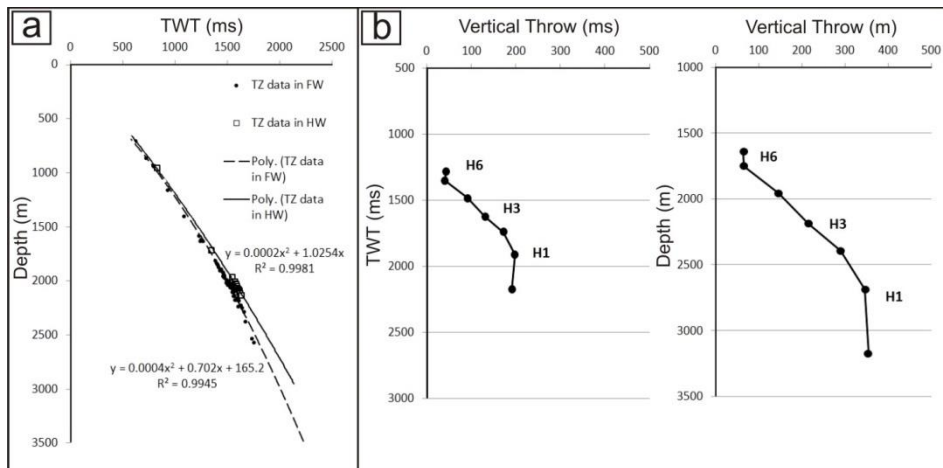 a
TWT (ms)
0 500 1000 1500 2000 2500
Depth (m)
0
500
1000
1500
2000
2500
3000
3500
TZ data in FW
TZ data in HW
Poly. (TZ data
in FW)
Poly. (TZ data
in HW)
y = 0.0002x² + 1.0254x
R² = 0.9981
y = 0.0004x² + 0.702x + 165.2
R² = 0.9945
b
Vertical Throw (ms)
0 100 200 300 400 500
TWT (ms)
500
1000
1500
2000
2500
3000
H6
H3
H1
Vertical Throw (m)
0 100 200 300 400 500
Depth (m)
1000
1500
2000
2500
3000
3500
H6
H3
H1